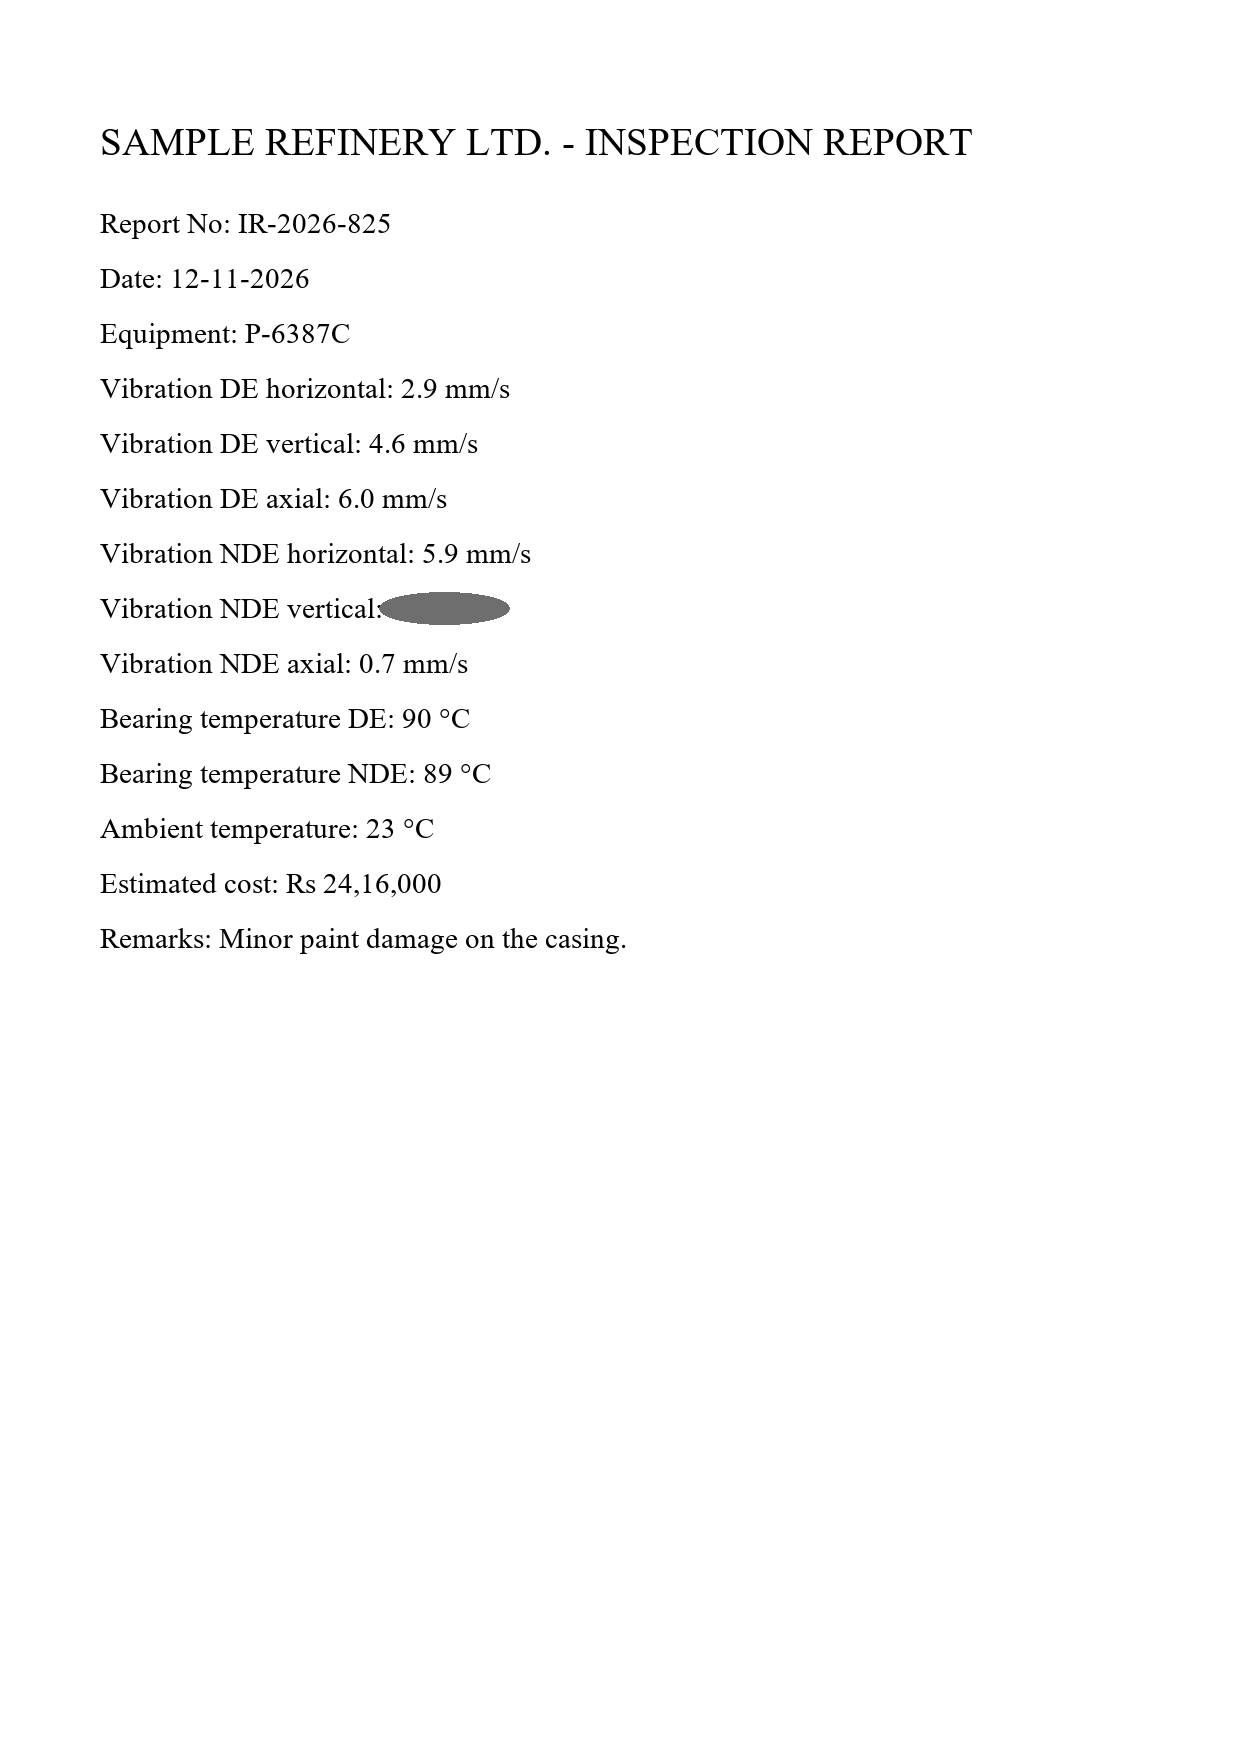 SAMPLE REFINERY LTD. - INSPECTION REPORT
Report No: IR-2026-825
Date: 12-11-2026
Equipment: P-6387C
Vibration DE horizontal: 2.9 mm/s
Vibration DE vertical: 4.6 mm/s
Vibration DE axial: 6.0 mm/s
Vibration NDE horizontal: 5.9 mm/s
Vibration NDE vertical:
Vibration NDE axial: 0.7 mm/s
Bearing temperature DE: 90 °C
Bearing temperature NDE: 89 °C
Ambient temperature: 23 °C
Estimated cost: Rs 24,16,000
Remarks: Minor paint damage on the casing.